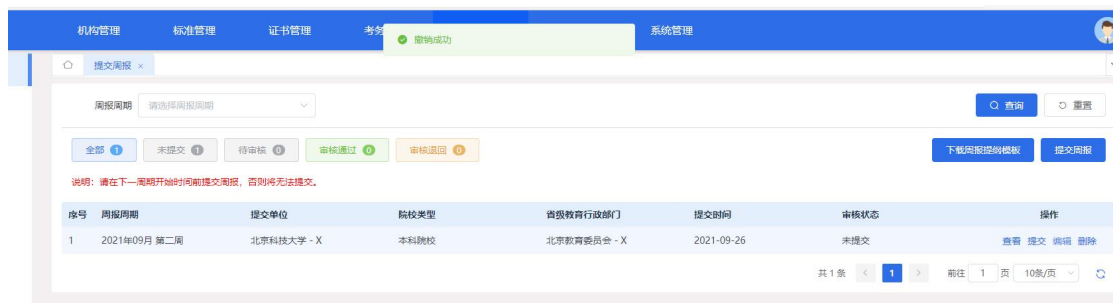 机构管理 标准管理 证书管理 考务 系统管理
撤销成功
提交周报 ×
周报周期 请选择周报周期 查询 重置
全部 1 未提交 1 待审核 0 审核通过 0 审核退回 0 下载周报提纲模板 提交周报
说明：请在下一周期开始时间前提交周报，否则将无法提交。
序号 周报周期 提交单位 院校类型 省级教育行政部门 提交时间 审核状态 操作
1 2021年09月 第二周 北京科技大学 - X 本科院校 北京教育委员会 - X 2021-09-26 未提交 查看 提交 编辑 删除
共 1 条 < 1 > 前往 1 页 10条/页